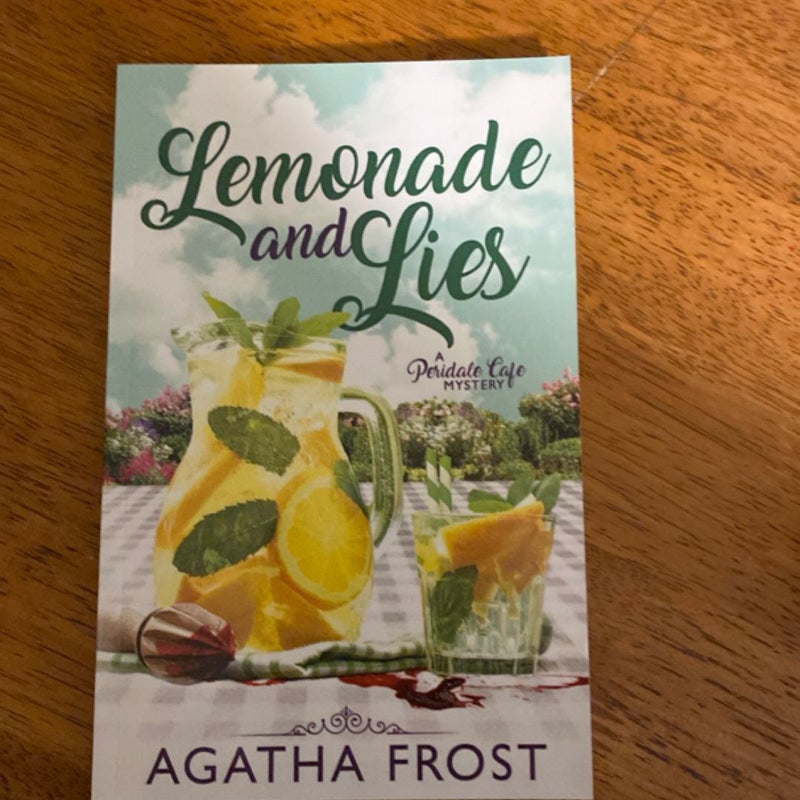 Lemonade
and Lies
A
Peridale Cafe
MYSTERY
AGATHA FROST